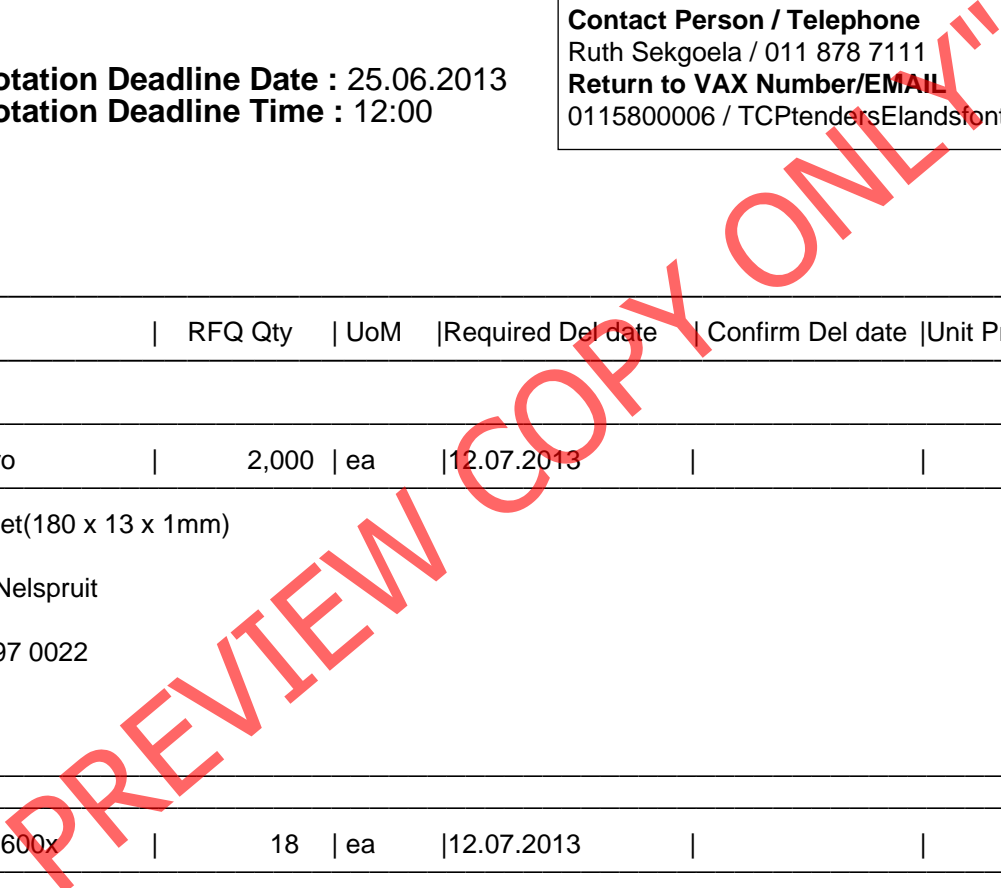 Contact Person / Telephone
Ruth Sekgoela / 011 878 7111
Return to VAX Number/EMAIL
0115800006 / TCPtendersElandsfont
otation Deadline Date : 25.06.2013
otation Deadline Time : 12:00
| RFQ Qty | UoM |Required Del date | Confirm Del date |Unit Pr
ro | 2,000 | ea |12.07.2013 | |
et(180 x 13 x 1mm)
Nelspruit
97 0022
600x | 18 | ea |12.07.2013 | |
PREVIEW COPY ONLY"